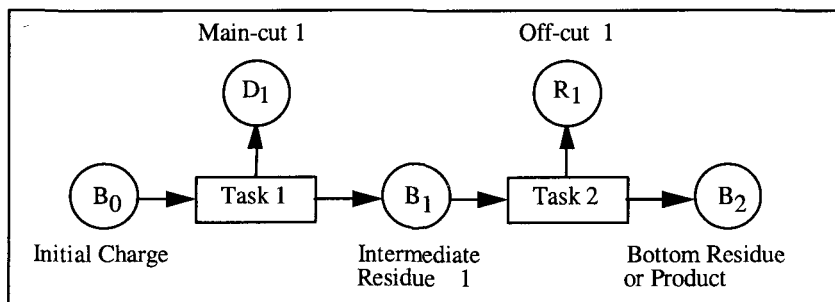 Main-cut 1
Off-cut 1
D1
R1
B0
Task 1
B1
Task 2
B2
Initial Charge
Intermediate
Residue 1
Bottom Residue
or Product